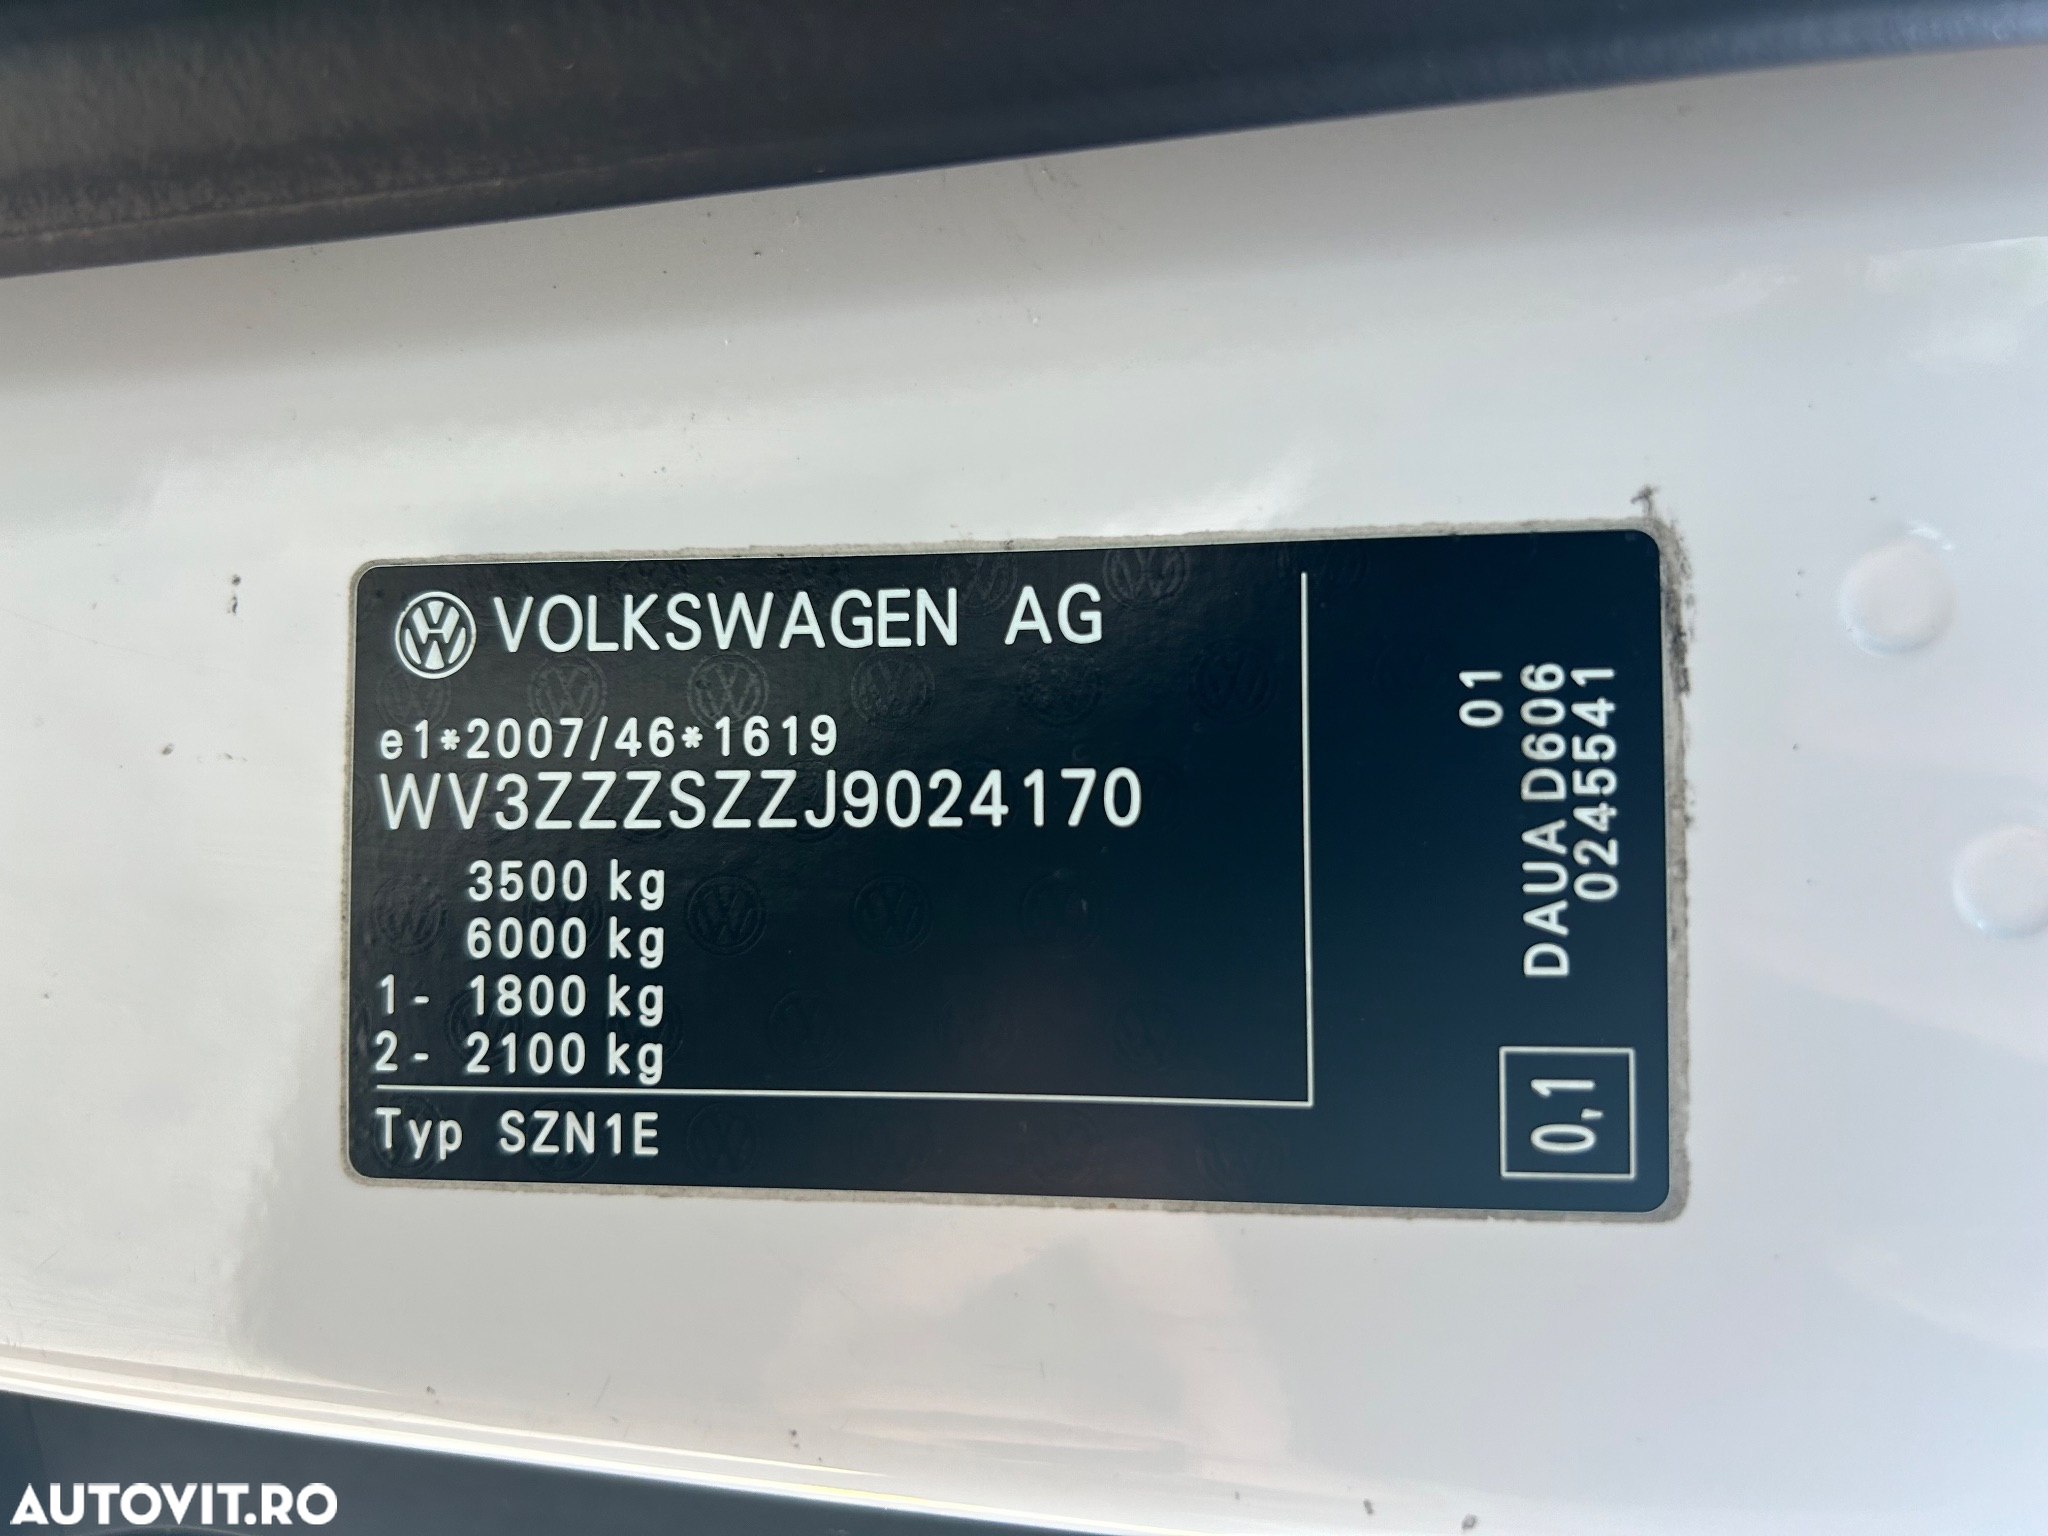 VOLKSWAGEN AG
e1*2007/46*1619
WV3ZZZSZZJ9024170
3500 kg
6000 kg
1- 1800 kg
2- 2100 kg
Typ SZN1E
01
DAUA D606
0245541
0,1
AUTOVIT.RO